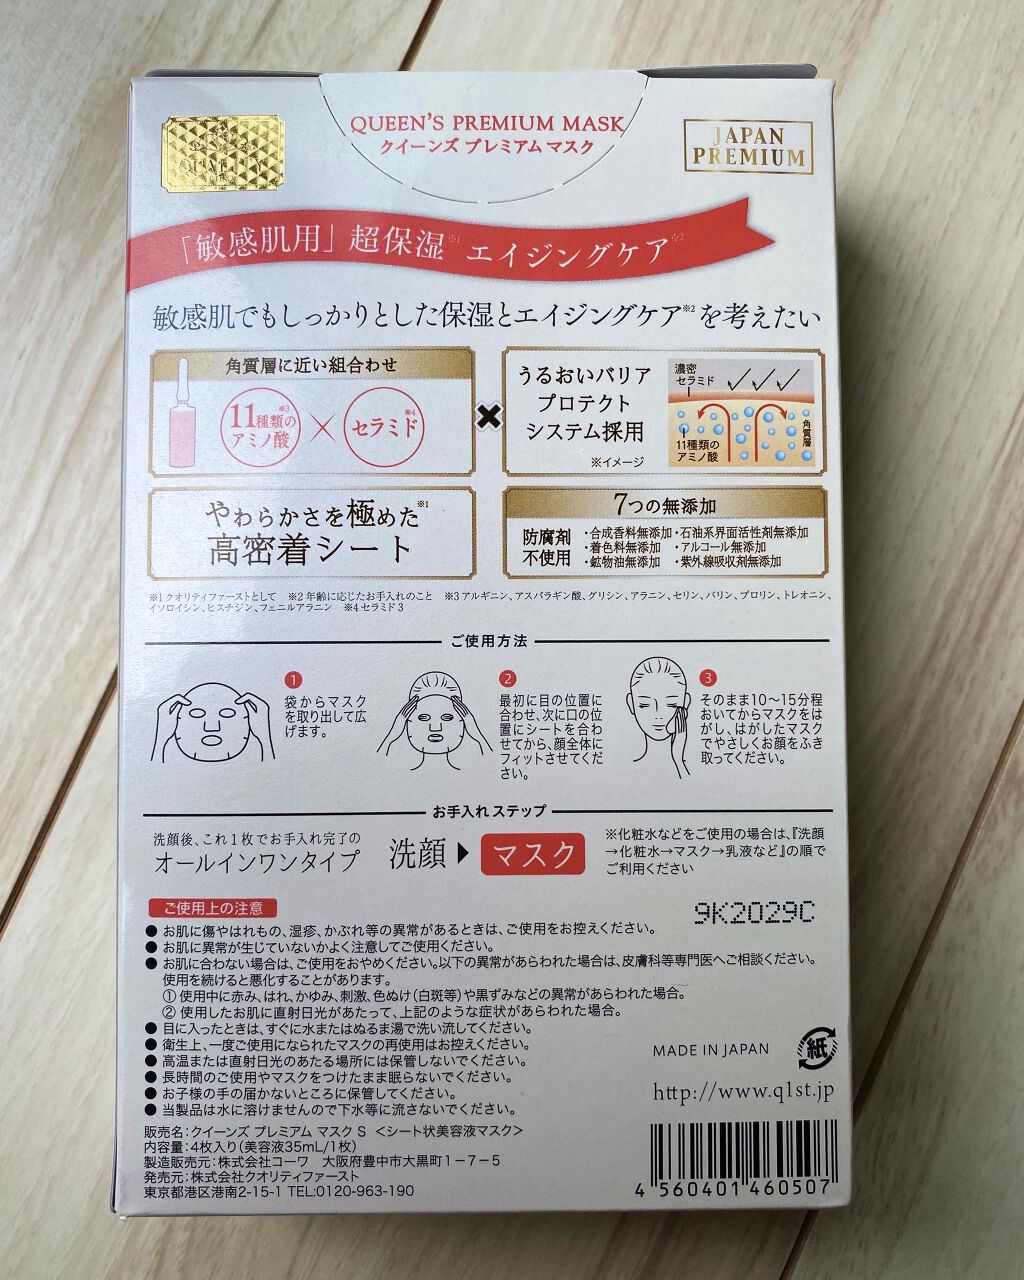 QUEEN'S PREMIUM MASK
クイーンズ プレミアム マスク
JAPAN
PREMIUM
「敏感肌用」超保湿※1 エイジングケア※2
敏感肌でもしっかりとした保湿とエイジングケア※2を考えたい
角質層に近い組合わせ
11種類の※3
アミノ酸
×
セラミド※4
×
うるおいバリア
プロテクト
システム採用
※イメージ
濃密
セラミド
11種類の
アミノ酸
角質層
やわらかさを極めた※1
高密着シート
7つの無添加
防腐剤
不使用
・合成香料無添加・石油系界面活性剤無添加
・着色料無添加 ・アルコール無添加
・鉱物油無添加 ・紫外線吸収剤無添加
※1 クオリティファーストとして ※2 年齢に応じたお手入れのこと ※3 アルギニン、アスパラギン酸、グリシン、アラニン、セリン、バリン、プロリン、トレオニン、
イソロイシン、ヒスチジン、フェニルアラニン ※4 セラミド3
ご使用方法
1
袋からマスク
を取り出して広
げます。
2
最初に目の位置に
合わせ、次に口の位
置にシートを合わ
せてから、顔全体に
フィットさせてくだ
さい。
3
そのまま10〜15分程
おいてからマスクをは
がし、はがしたマスク
でやさしくお顔をふき
取ってください。
お手入れステップ
洗顔後、これ1枚でお手入れ完了の
オールインワンタイプ
洗顔▶マスク
※化粧水などをご使用の場合は、『洗顔
→化粧水→マスク→乳液など』の順で
ご利用ください
9K2029C
ご使用上の注意
●お肌に傷やはれもの、湿疹、かぶれ等の異常があるときは、ご使用をお控えください。
●お肌に異常が生じていないかよく注意してご使用ください。
●お肌に合わない場合は、ご使用をおやめください。以下の異常があらわれた場合は、皮膚科等専門医へご相談ください。
使用を続けると悪化することがあります。
①使用中に赤み、はれ、かゆみ、刺激、色ぬけ(白斑等)や黒ずみなどの異常があらわれた場合。
②使用したお肌に直射日光があたって、上記のような症状があらわれた場合。
●目に入ったときは、すぐに水またはぬるま湯で洗い流してください。
●衛生上、一度ご使用になられたマスクの再使用はお控えください。
●高温または直射日光のあたる場所には保管しないでください。
●長時間のご使用やマスクをつけたまま眠らないでください。
●お子様の手の届かないところに保管してください。
●当製品は水に溶けませんので下水等に流さないでください。
MADE IN JAPAN
紙
http://www.q1st.jp
販売名:クイーンズ プレミアム マスク S <シート状美容液マスク>
内容量:4枚入り(美容液35mL/1枚)
製造販売元:株式会社コーワ 大阪府豊中市大黒町1-7-5
発売元:株式会社クオリティファースト
東京都港区港南2-15-1 TEL:0120-963-190
4 560401 460507